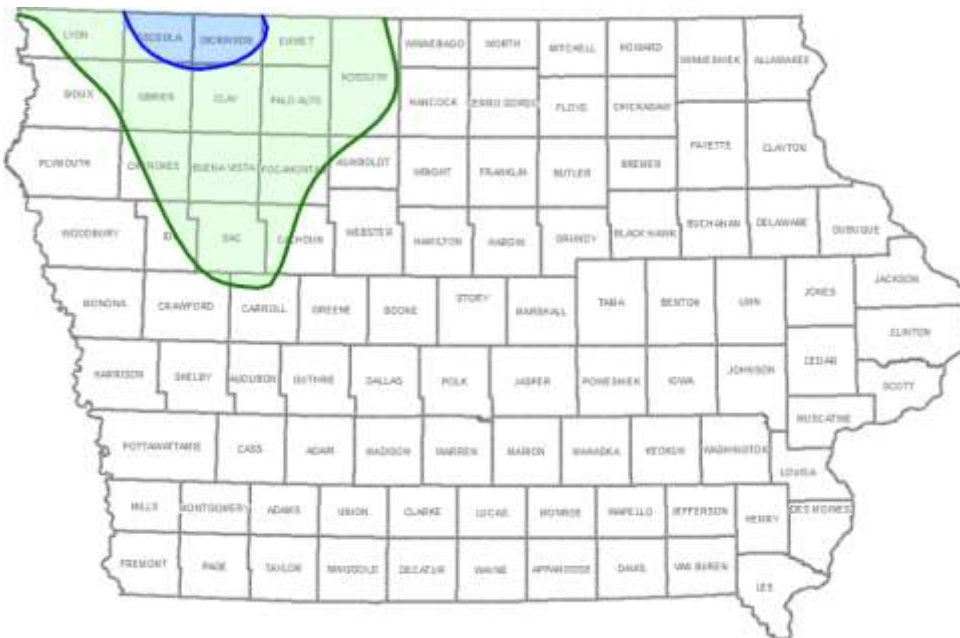 LYON
OSCEOLA
DICKINSON
EMMET
WINNEBAGO
WORTH
MITCHELL
HOWARD
WINNESHIEK
ALLAMAKEE
KOSSUTH
SIOUX
OBRIEN
CLAY
PALO ALTO
HANCOCK
CERRO GORDO
FLOYD
CHICKASAW
FAYETTE
CLAYTON
PLYMOUTH
CHEROKEE
BUENA VISTA
POCAHONTAS
HUMBOLDT
WRIGHT
FRANKLIN
BUTLER
BREMER
WOODBURY
ID
SAC
CALHOUN
WEBSTER
HAMILTON
HARDIN
GRUNDY
BLACK HAWK
BUCHANAN
DELAWARE
DUBUQUE
MONONA
CRAWFORD
CARROLL
GREENE
BOONE
STORY
MARSHALL
TAMA
BENTON
LINN
JONES
JACKSON
CLINTON
HARRISON
SHELBY
AUDUBON
GUTHRIE
DALLAS
POLK
JASPER
POWESHIEK
IOWA
JOHNSON
CEDAR
SCOTT
MUSCATINE
POTTAWATTAMIE
CASS
ADAIR
MADISON
WARREN
MARION
MAHASKA
KEOKUK
WASHINGTON
LOUISA
MILLS
MONTGOMERY
ADAMS
UNION
CLARKE
LUCAS
MONROE
WAPELLO
JEFFERSON
HENRY
DES MOINES
FREMONT
PAGE
TAYLOR
RINGGOLD
DECATUR
WAYNE
APPANOOSE
DAVIS
VAN BUREN
LEE